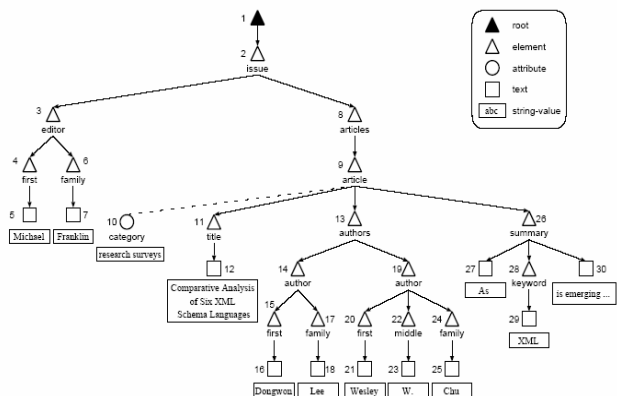 1
root
element
attribute
text
abc string-value
2
issue
3
editor
8
articles
4
first
6
family
9
article
5
7
Michael
Franklin
10
category
research surveys
11
title
12
Comparative Analysis
of Six XML
Schema Languages
13
authors
26
summary
14
author
19
author
27
As
28
keyword
30
is emerging ...
29
XML
15
first
17
family
20
first
22
middle
24
family
16
18
21
23
25
Dongwon
Lee
Wesley
W.
Chu